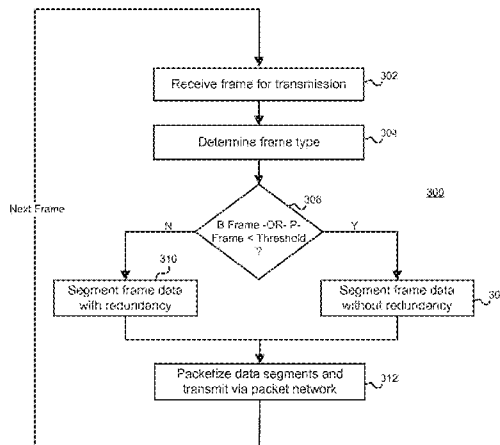 Receive frame for transmission
302
Determine frame type
304
306
300
Next Frame
B Frame -OR- P-
Frame < Threshold
?
N
Y
310
Segment frame data
with redundancy
Segment frame data
without redundancy
30
Packetize data segments and
transmit via packet network
312